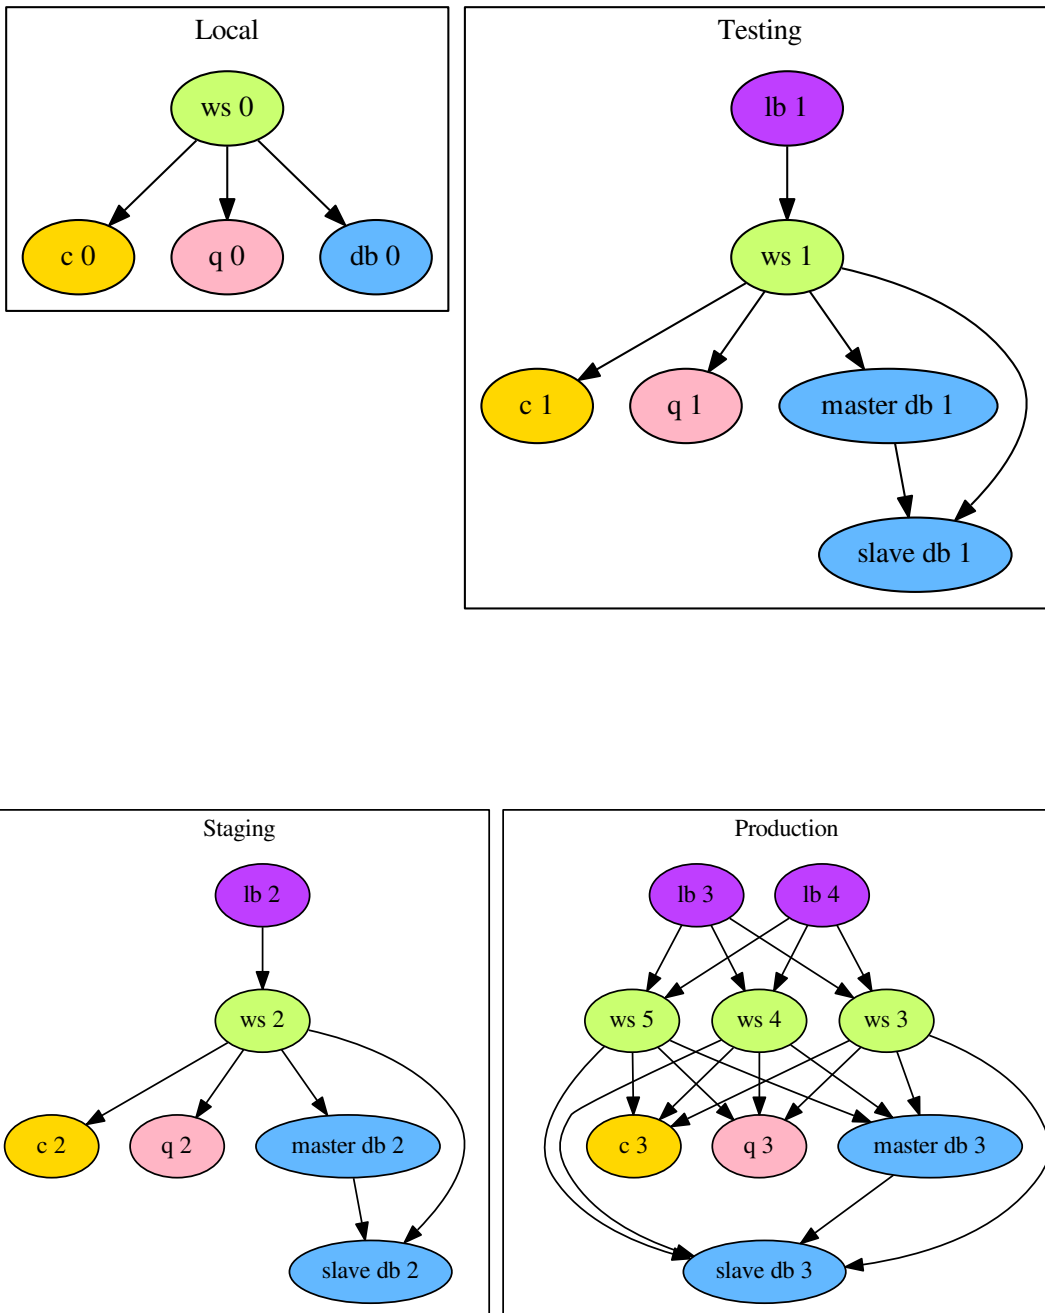 Local
ws 0
c 0
q 0
db 0
Testing
lb 1
ws 1
c 1
q 1
master db 1
slave db 1
Staging
lb 2
ws 2
c 2
q 2
master db 2
slave db 2
Production
lb 3
lb 4
ws 5
ws 4
ws 3
c 3
q 3
master db 3
slave db 3